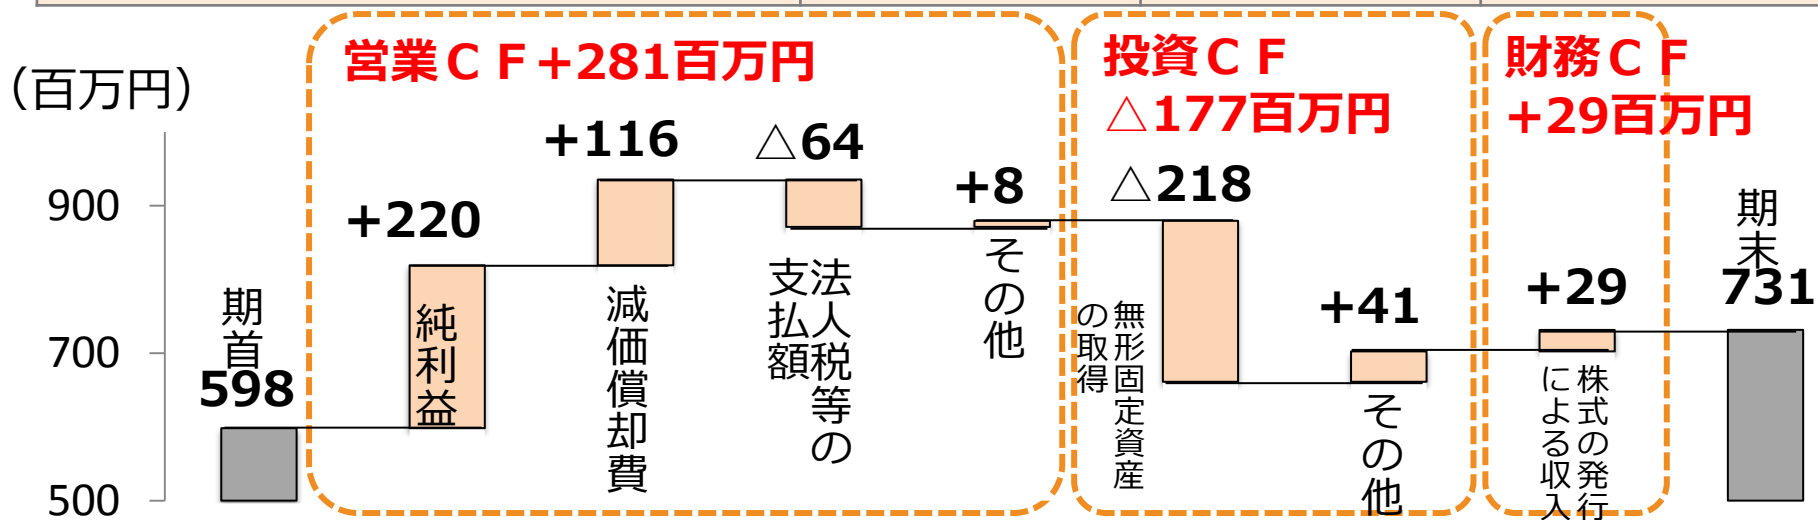 （百万円）
900
700
500
期首
598
営業ＣＦ+281百万円
+220
純利益
+116
減価償却費
△64
法人税等の
支払額
+8
その他
投資ＣＦ
△177百万円
△218
無形固定資産
の取得
+41
その他
財務ＣＦ
+29百万円
+29
株式の発行
による収入
期末
731